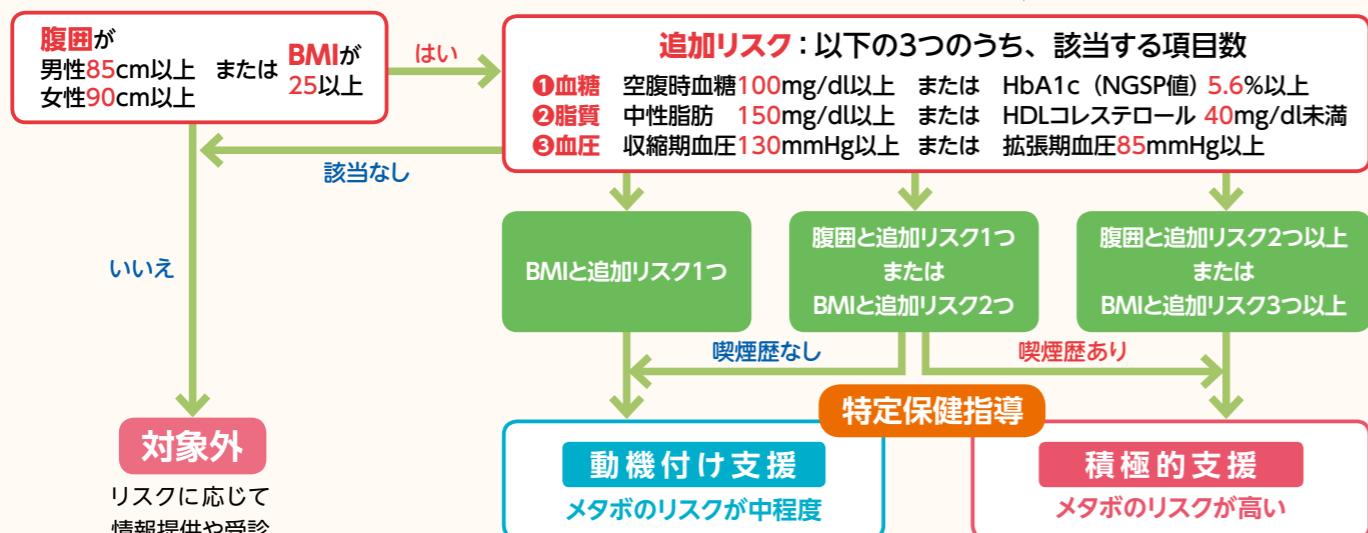 腹囲が
男性85cm以上
女性90cm以上
または
BMIが
25以上
はい
追加リスク：以下の3つのうち、該当する項目数
❶血糖 空腹時血糖100mg/dl以上 または HbA1c（NGSP値）5.6%以上
❷脂質 中性脂肪 150mg/dl以上 または HDLコレステロール 40mg/dl未満
❸血圧 収縮期血圧130mmHg以上 または 拡張期血圧85mmHg以上
該当なし
いいえ
BMIと追加リスク1つ
腹囲と追加リスク1つ
または
BMIと追加リスク2つ
腹囲と追加リスク2つ以上
または
BMIと追加リスク3つ以上
喫煙歴なし
喫煙歴あり
特定保健指導
対象外
リスクに応じて
情報提供や受診
動機付け支援
メタボのリスクが中程度
積極的支援
メタボのリスクが高い